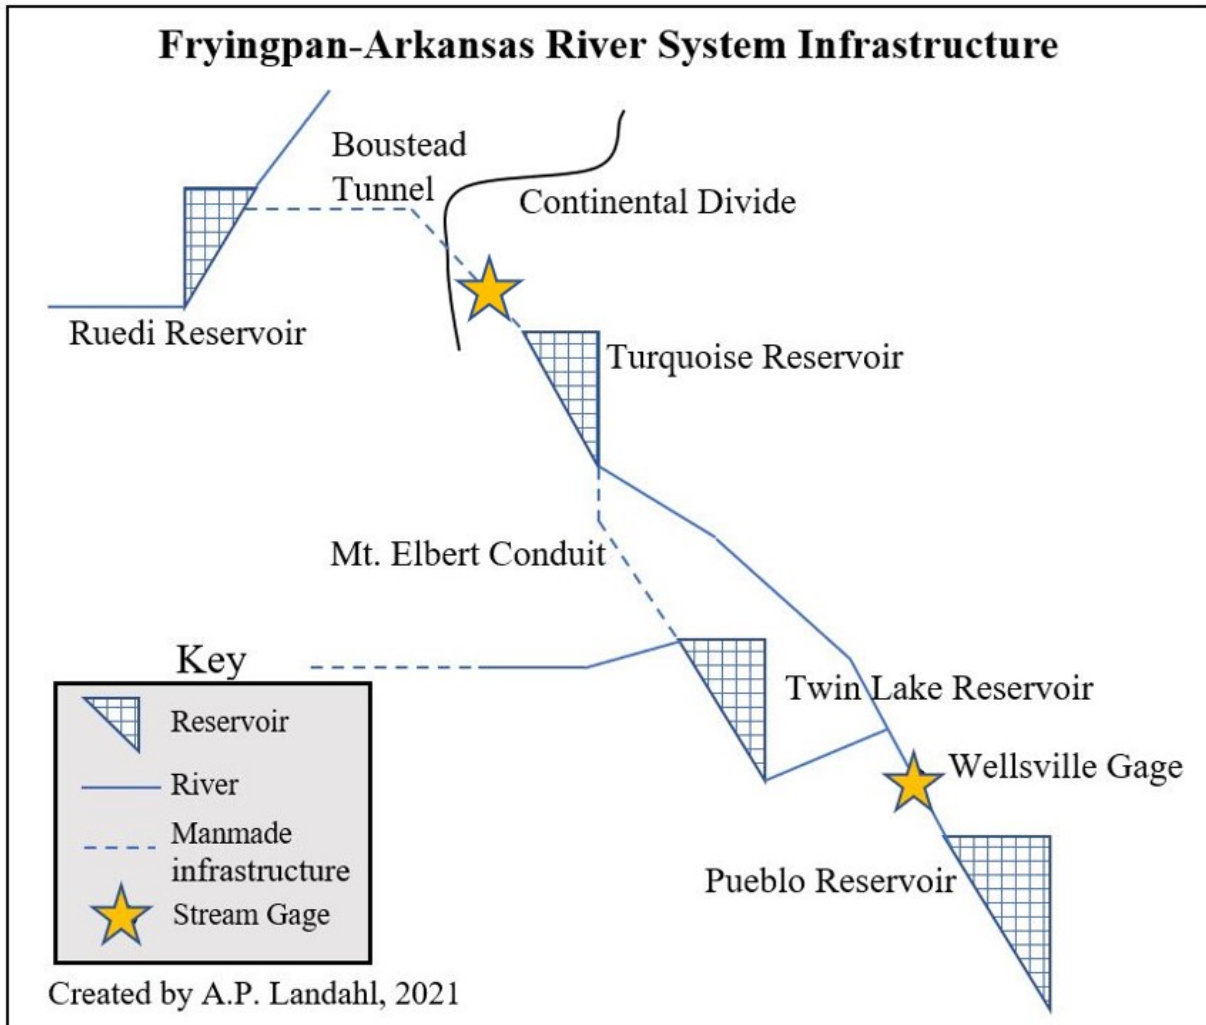 Fryingpan-Arkansas River System Infrastructure
Boustead
Tunnel
Continental Divide
Ruedi Reservoir
Turquoise Reservoir
Mt. Elbert Conduit
Twin Lake Reservoir
Wellsville Gage
Pueblo Reservoir
Key
Reservoir
River
Manmade
infrastructure
Stream Gage
Created by A.P. Landahl, 2021